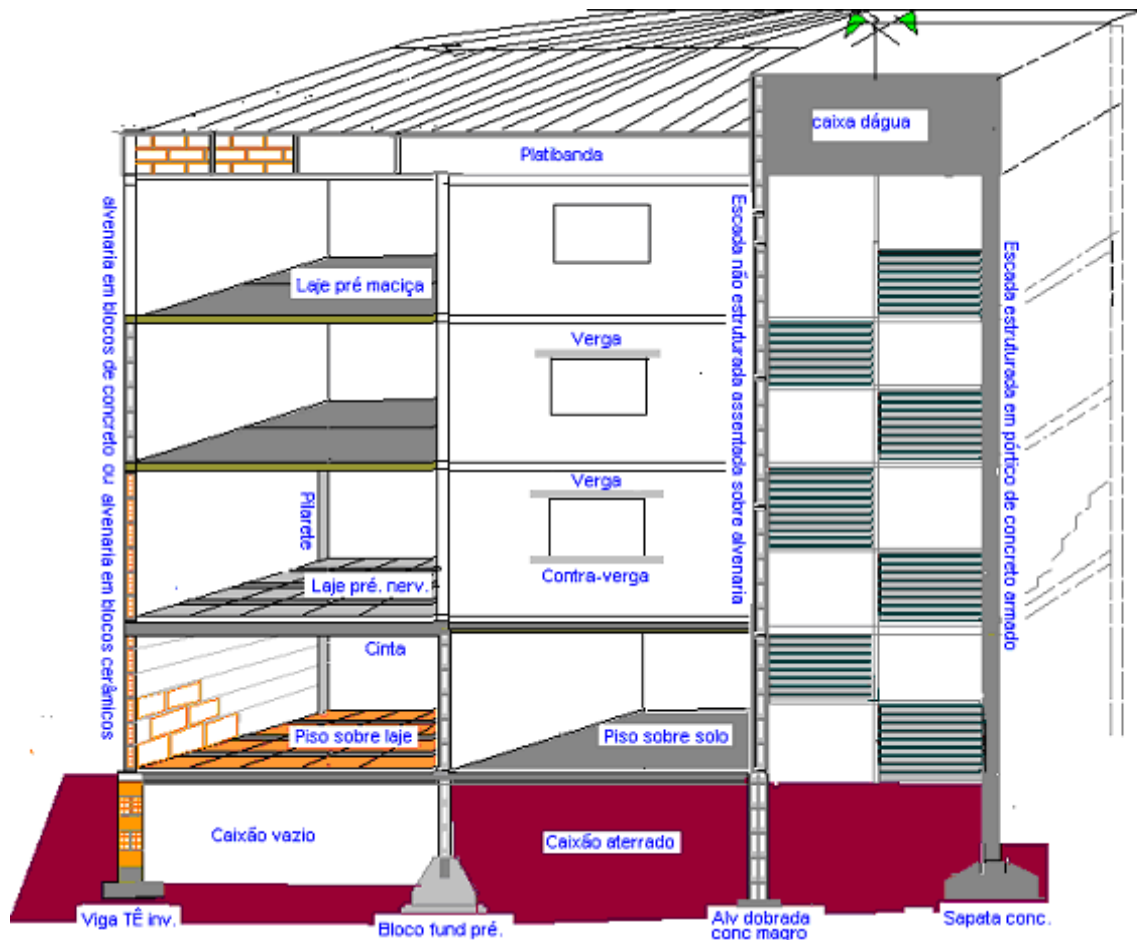 caixa dágua
Platibanda
alvenaria em blocos de concreto ou alvenaria em blocos cerâmicos
Escada não estruturada assentada sobre alvenaria
Escada estruturada em pórtico de concreto armado
Laje pré maciça
Verga
Verga
Pilarete
Contra-verga
Laje pré. nerv.
Cinta
Piso sobre laje
Piso sobre solo
Caixão vazio
Caixão aterrado
Viga TÊ inv.
Bloco fund pré.
Alv dobrada
conc magro
Sapata conc.